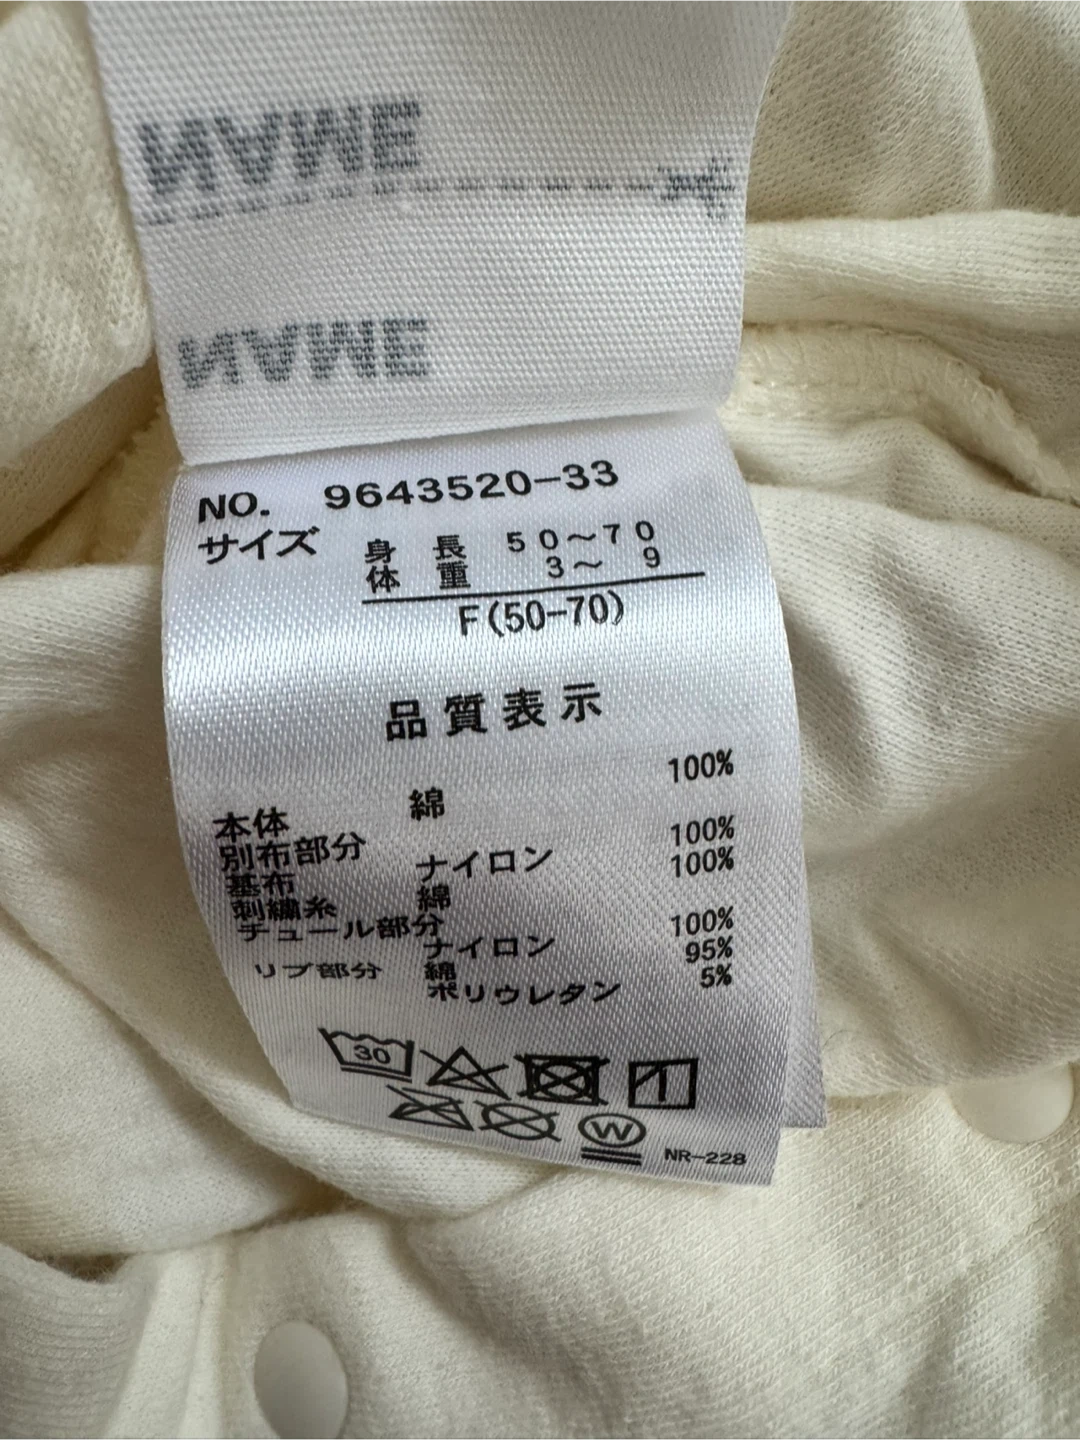 NAME
NAME
NO. 9643520-33
サイズ 身長 50～70
体重 3～9
F(50-70)
品質表示
100%
本体 綿
別布部分 100%
基布 ナイロン 100%
刺繍糸 綿
チュール部分 100%
ナイロン 95%
リブ部分 綿 5%
ポリウレタン
30
W
NR-228